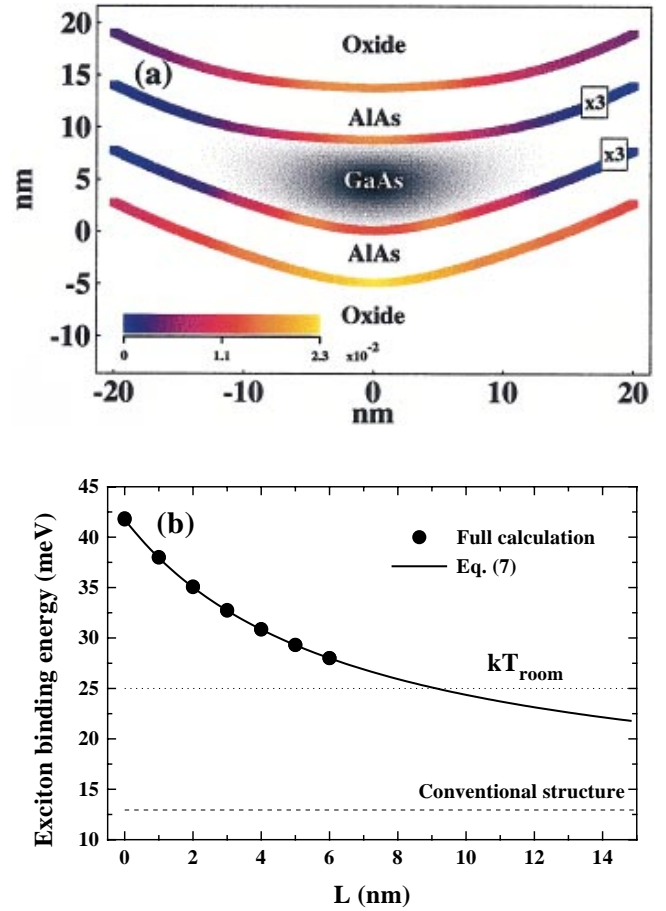 20
15
10
5
0
-5
-10
nm
(a)
Oxide
x3
AlAs
x3
GaAs
AlAs
Oxide
0 1.1 2.3 x10-2
-20 -10 0 10 20
nm
45
40
35
30
25
20
15
10
Exciton binding energy (meV)
(b)
Full calculation
Eq. (7)
kTroom
Conventional structure
0 2 4 6 8 10 12 14
L (nm)